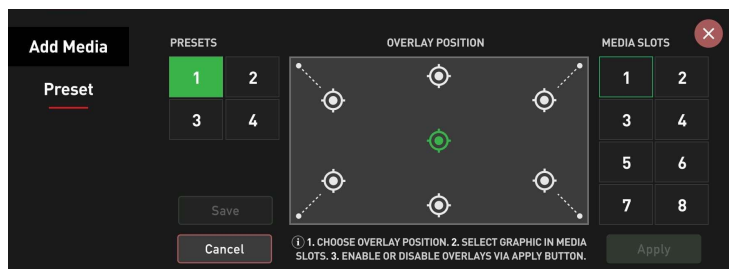 Add Media
Preset
PRESETS
1 2
3 4
Save
Cancel
OVERLAY POSITION
i 1. CHOOSE OVERLAY POSITION. 2. SELECT GRAPHIC IN MEDIA
SLOTS. 3. ENABLE OR DISABLE OVERLAYS VIA APPLY BUTTON.
MEDIA SLOTS
1 2
3 4
5 6
7 8
Apply